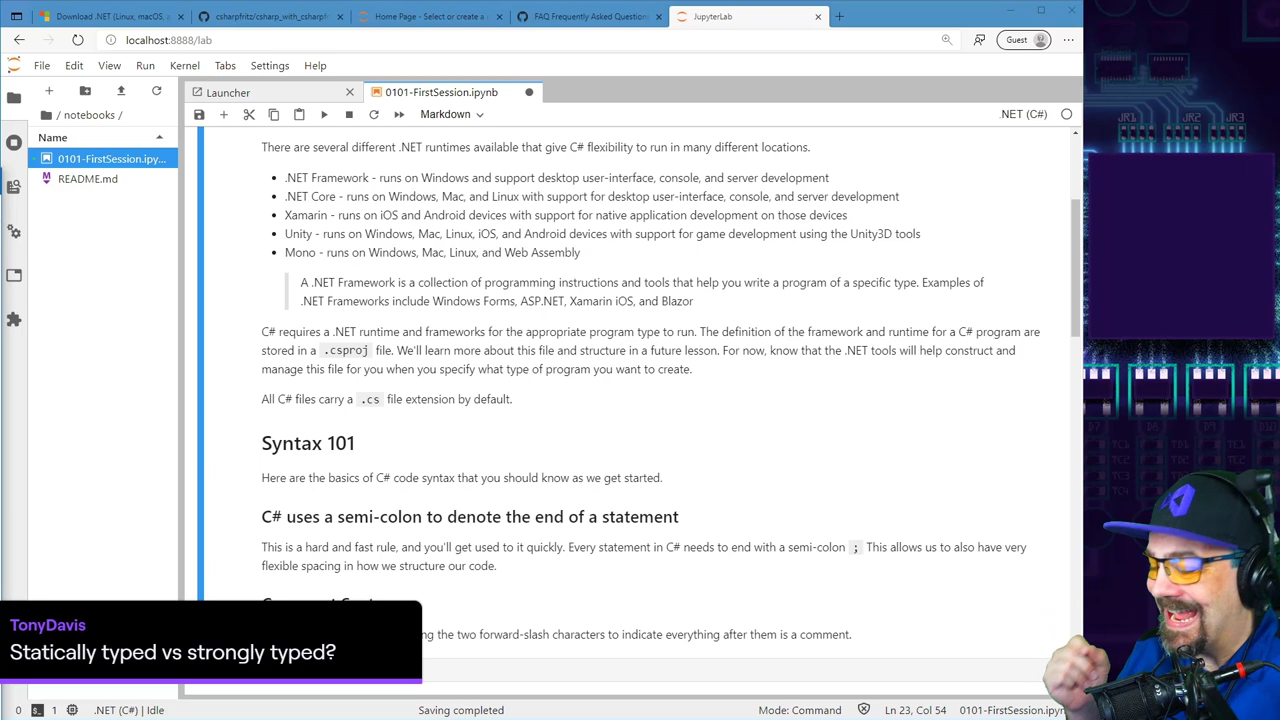 Download .NET (Linux, macOS,
csharpfritz/csharp_with_csharpf
Home Page - Select or create a
FAQ Frequently Asked Questions
JupyterLab
localhost:8888/lab
Guest
File Edit View Run Kernel Tabs Settings Help
Launcher
0101-FirstSession.ipynb
/ notebooks /
Markdown
.NET (C#)
Name
0101-FirstSession.ipy...
README.md
There are several different .NET runtimes available that give C# flexibility to run in many different locations.
• .NET Framework - runs on Windows and support desktop user-interface, console, and server development
• .NET Core - runs on Windows, Mac, and Linux with support for desktop user-interface, console, and server development
• Xamarin - runs on iOS and Android devices with support for native application development on those devices
• Unity - runs on Windows, Mac, Linux, iOS, and Android devices with support for game development using the Unity3D tools
• Mono - runs on Windows, Mac, Linux, and Web Assembly
A .NET Framework is a collection of programming instructions and tools that help you write a program of a specific type. Examples of
.NET Frameworks include Windows Forms, ASP.NET, Xamarin iOS, and Blazor
C# requires a .NET runtime and frameworks for the appropriate program type to run. The definition of the framework and runtime for a C# program are
stored in a .csproj file. We'll learn more about this file and structure in a future lesson. For now, know that the .NET tools will help construct and
manage this file for you when you specify what type of program you want to create.
All C# files carry a .cs file extension by default.
Syntax 101
Here are the basics of C# code syntax that you should know as we get started.
C# uses a semi-colon to denote the end of a statement
This is a hard and fast rule, and you'll get used to it quickly. Every statement in C# needs to end with a semi-colon ; This allows us to also have very
flexible spacing in how we structure our code.
the two forward-slash characters to indicate everything after them is a comment.
TonyDavis
Statically typed vs strongly typed?
0 1 .NET (C#) | Idle
Saving completed
Mode: Command
Ln 23, Col 54
0101-FirstSession.ipyn
JR1
JR2
JR3
D7
D8
D9
D10